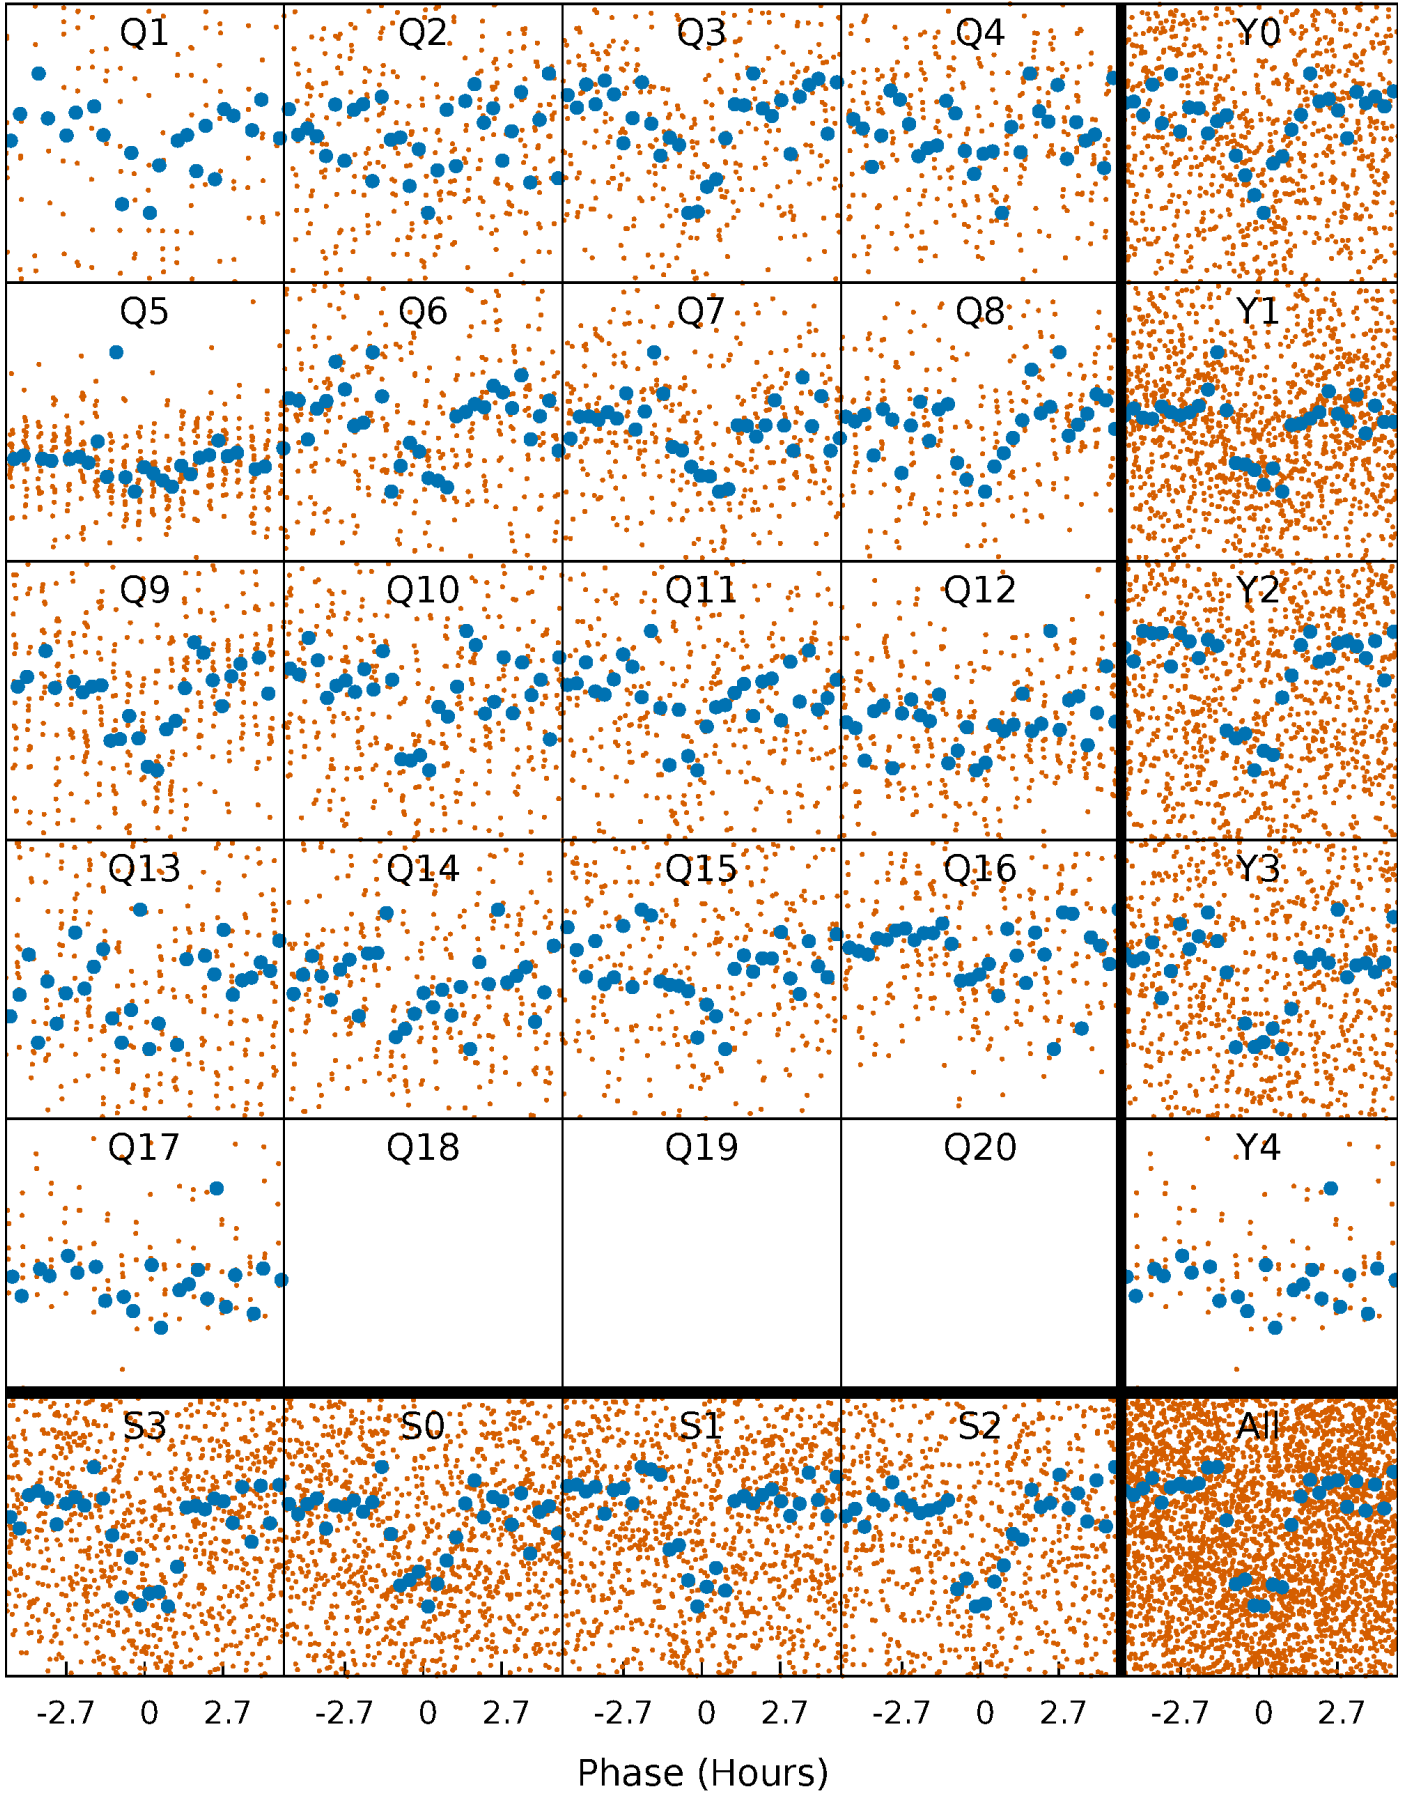 Q1 Q2 Q3 Q4 Y0
Q5 Q6 Q7 Q8 Y1
Q9 Q10 Q11 Q12 Y2
Q13 Q14 Q15 Q16 Y3
Q17 Q18 Q19 Q20 Y4
S3 S0 S1 S2 All
-2.7 0 2.7 -2.7 0 2.7 -2.7 0 2.7 -2.7 0 2.7 -2.7 0 2.7
Phase (Hours)